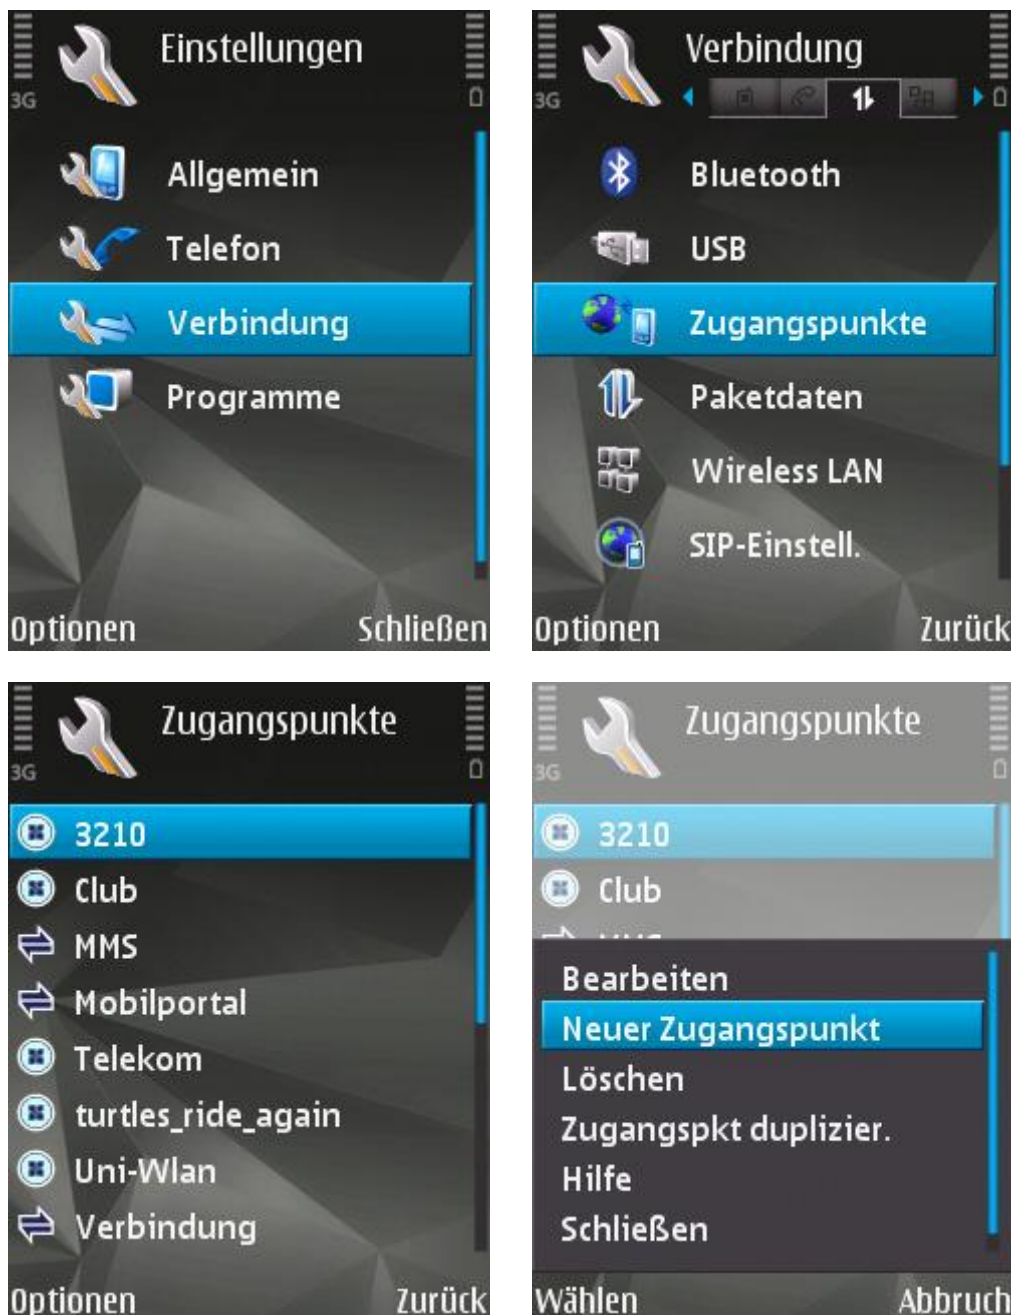 Einstellungen
3G
Allgemein
Telefon
Verbindung
Programme
Optionen Schließen
Verbindung
3G
Bluetooth
USB
Zugangspunkte
Paketdaten
Wireless LAN
SIP-Einstell.
Optionen Zurück
Zugangspunkte
3G
3210
Club
MMS
Mobilportal
Telekom
turtles_ride_again
Uni-Wlan
Verbindung
Optionen Zurück
Zugangspunkte
3G
3210
Club
MMS
Bearbeiten
Neuer Zugangspunkt
Löschen
Zugangspkt duplizier.
Hilfe
Schließen
Wählen Abbruch